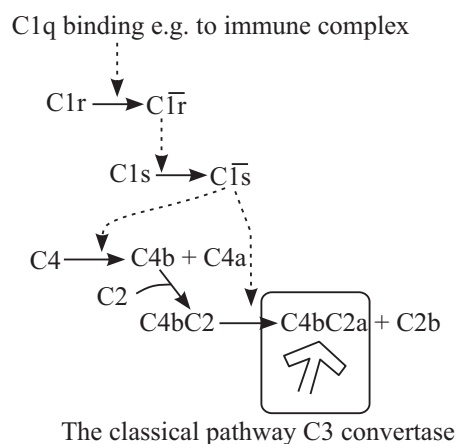 C1q binding e.g. to immune complex
C1r C1̅r̅
C1s C1̅s̅
C4 C4b + C4a
C2
C4bC2 C4bC2a + C2b
The classical pathway C3 convertase